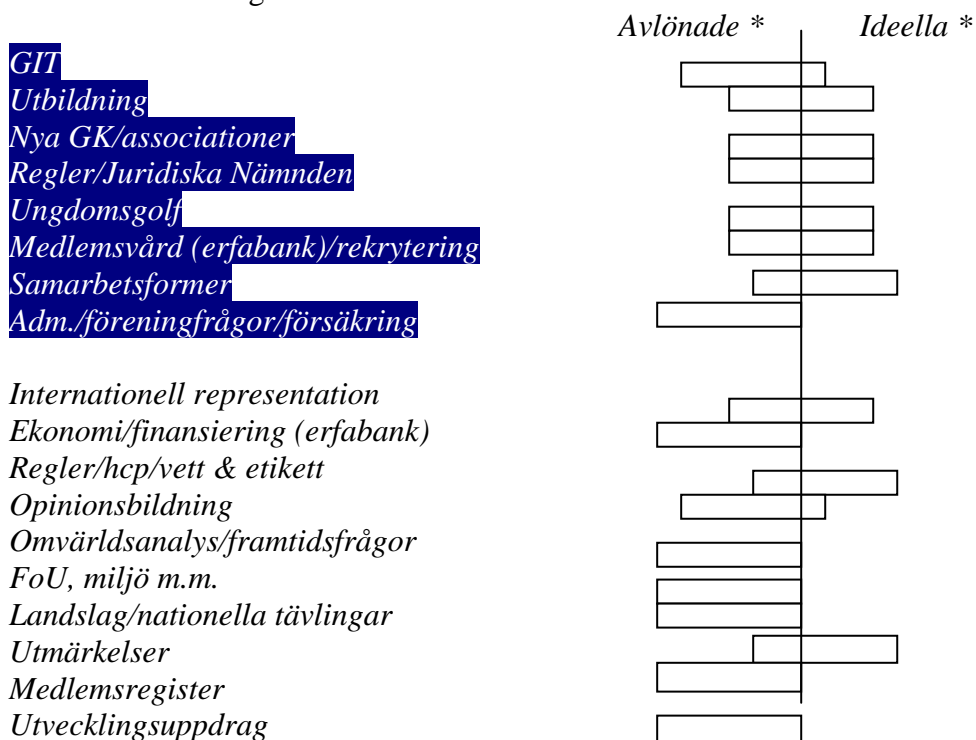 Avlönade * Ideella *
GIT
Utbildning
Nya GK/associationer
Regler/Juridiska Nämnden
Ungdomsgolf
Medlemsvård (erfabank)/rekrytering
Samarbetsformer
Adm./föreningfrågor/försäkring
Internationell representation
Ekonomi/finansiering (erfabank)
Regler/hcp/vett & etikett
Opinionsbildning
Omvärldsanalys/framtidsfrågor
FoU, miljö m.m.
Landslag/nationella tävlingar
Utmärkelser
Medlemsregister
Utvecklingsuppdrag